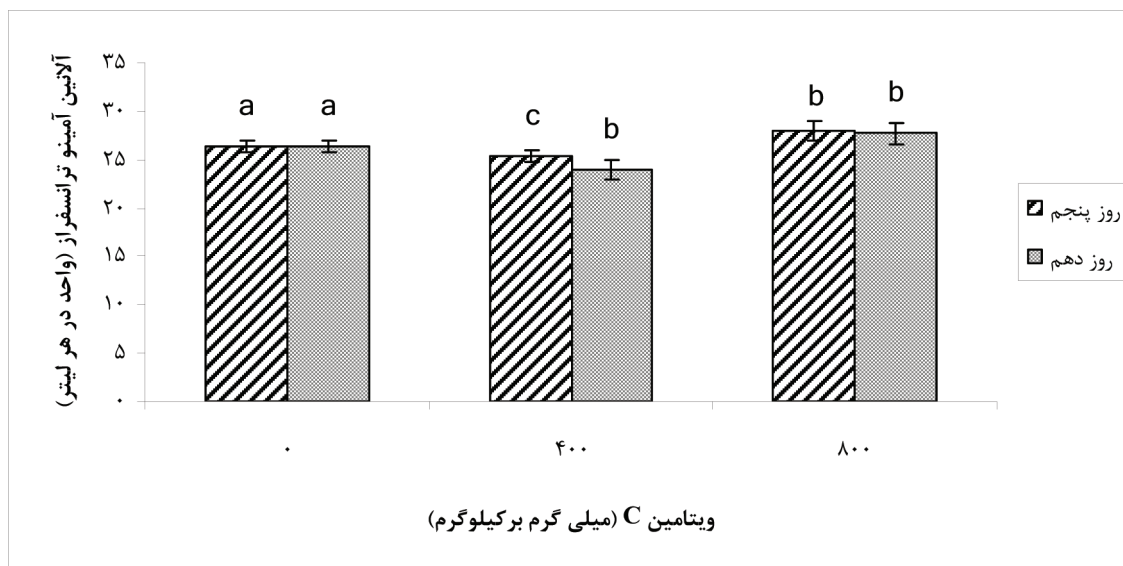 آلانین آمینو ترانسفراز (واحد در هر لیتر)
۳۵
۳۰
۲۵
۲۰
۱۵
۱۰
۵
۰
a a c b b b
۰ ۴۰۰ ۸۰۰
ویتامین C (میلی گرم برکیلوگرم)
روز پنجم
روز دهم